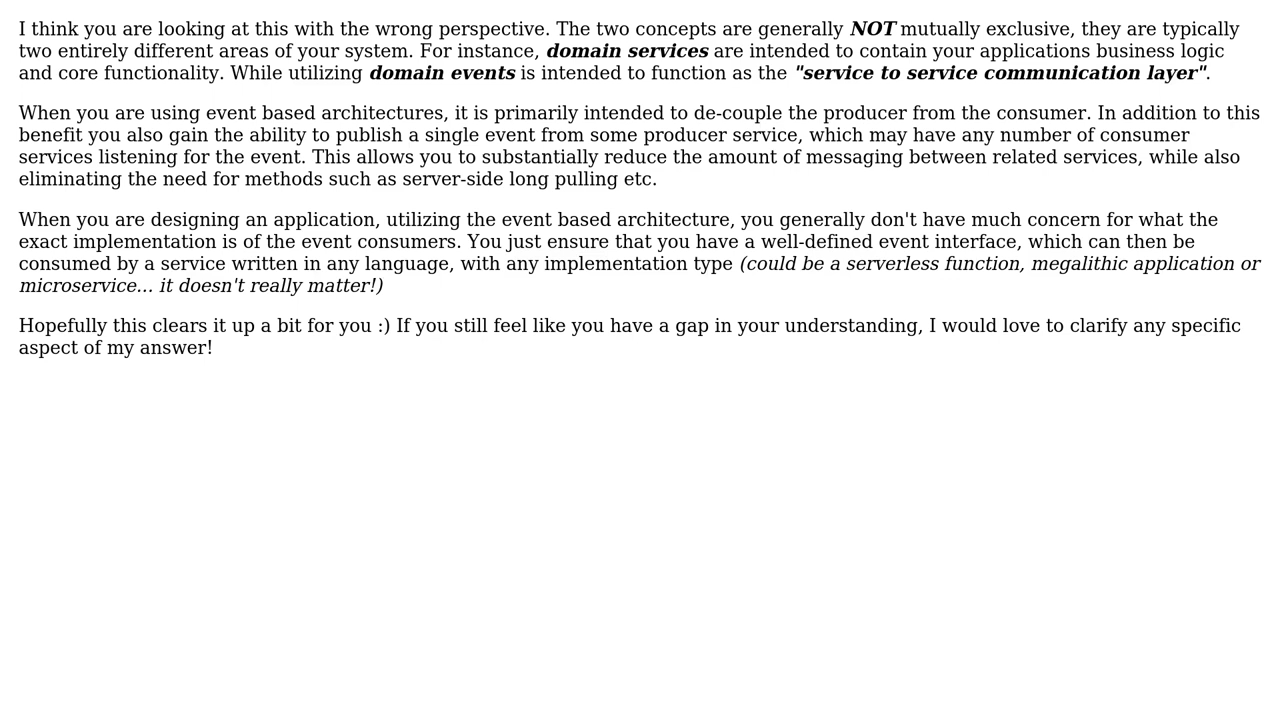 I think you are looking at this with the wrong perspective. The two concepts are generally NOT mutually exclusive, they are typically
two entirely different areas of your system. For instance, domain services are intended to contain your applications business logic
and core functionality. While utilizing domain events is intended to function as the "service to service communication layer".
When you are using event based architectures, it is primarily intended to de-couple the producer from the consumer. In addition to this
benefit you also gain the ability to publish a single event from some producer service, which may have any number of consumer
services listening for the event. This allows you to substantially reduce the amount of messaging between related services, while also
eliminating the need for methods such as server-side long pulling etc.
When you are designing an application, utilizing the event based architecture, you generally don't have much concern for what the
exact implementation is of the event consumers. You just ensure that you have a well-defined event interface, which can then be
consumed by a service written in any language, with any implementation type (could be a serverless function, megalithic application or
microservice... it doesn't really matter!)
Hopefully this clears it up a bit for you :) If you still feel like you have a gap in your understanding, I would love to clarify any specific
aspect of my answer!